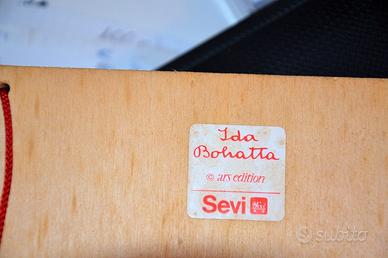 Ida
Bohatta
© ars edition
Sevi
subito